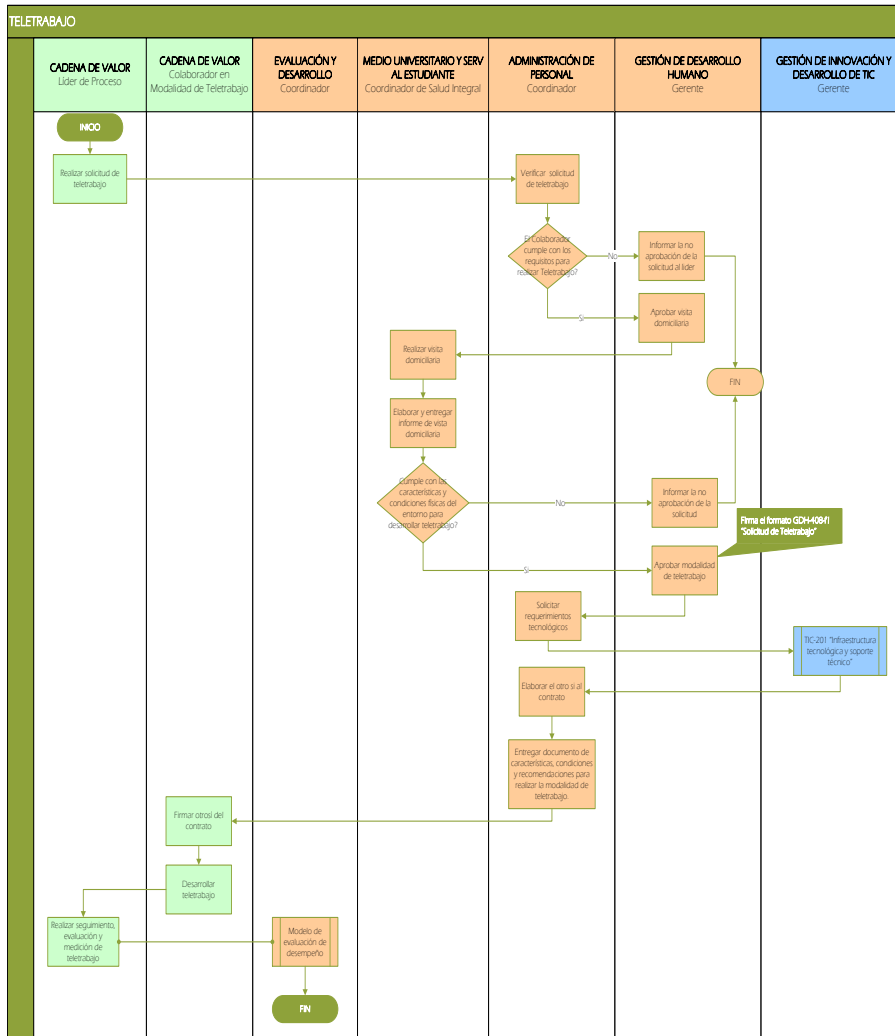 TELETRABAJO
CADENA DE VALOR
Líder de Proceso
CADENA DE VALOR
Colaborador en
Modalidad de Teletrabajo
EVALUACIÓN Y
DESARROLLO
Coordinador
MEDIO UNIVERSITARIO Y SERV
AL ESTUDIANTE
Coordinador de Salud Integral
ADMINISTRACIÓN DE
PERSONAL
Coordinador
GESTIÓN DE DESARROLLO
HUMANO
Gerente
GESTIÓN DE INNOVACIÓN Y
DESARROLLO DE TIC
Gerente
INICIO
Realizar solicitud de
teletrabajo
Verificar solicitud
de teletrabajo
El Colaborador
cumple con los
requisitos para
realizar Teletrabajo?
No
Informar la no
aprobación de la
solicitud al líder
Si
Aprobar visita
domiciliaria
Realizar visita
domiciliaria
FIN
Elaborar y entregar
informe de vista
domiciliaria
Cumple con las
características y
condiciones físicas del
entorno para
desarrollar teletrabajo?
No
Informar la no
aprobación de la
solicitud
Firma el formato GDH-408-f1
"Solicitud de Teletrabajo"
Si
Aprobar modalidad
de teletrabajo
Solicitar
requerimientos
tecnológicos
TIC-201 "Infraestructura
tecnológica y soporte
técnico"
Elaborar el otro si al
contrato
Entregar documento de
características, condiciones
y recomendaciones para
realizar la modalidad de
teletrabajo.
Firmar otrosí del
contrato
Desarrollar
teletrabajo
Realizar seguimiento,
evaluación y
medición de
teletrabajo
Modelo de
evaluación de
desempeño
FIN